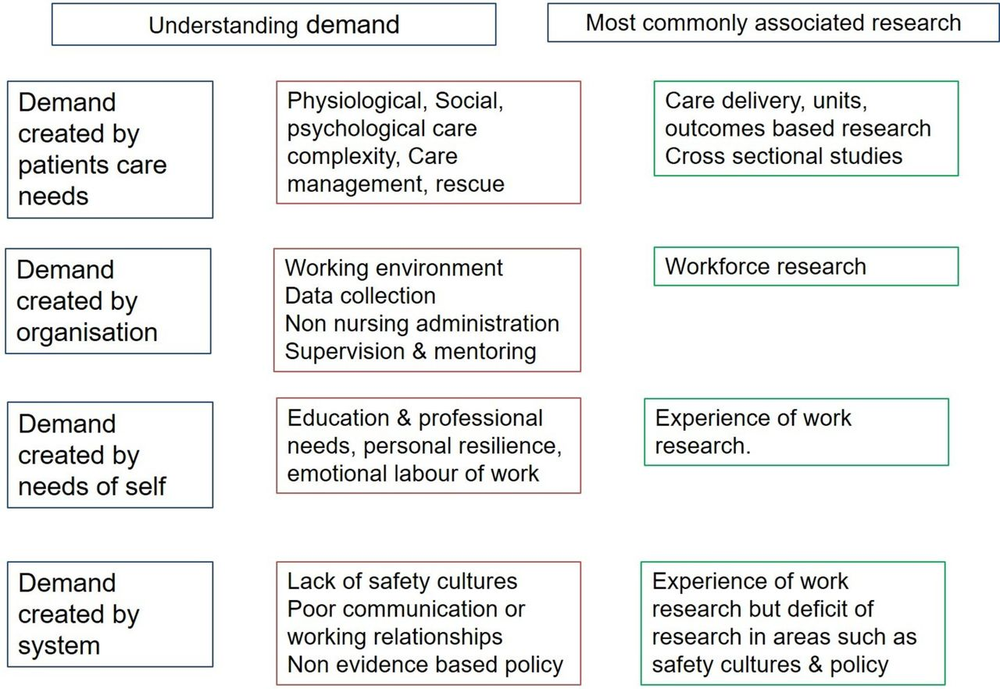 Understanding demand
Most commonly associated research
Demand
created by
patients care
needs
Physiological, Social,
psychological care
complexity, Care
management, rescue
Care delivery, units,
outcomes based research
Cross sectional studies
Demand
created by
organisation
Working environment
Data collection
Non nursing administration
Supervision & mentoring
Workforce research
Demand
created by
needs of self
Education & professional
needs, personal resilience,
emotional labour of work
Experience of work
research.
Demand
created by
system
Lack of safety cultures
Poor communication or
working relationships
Non evidence based policy
Experience of work
research but deficit of
research in areas such as
safety cultures & policy